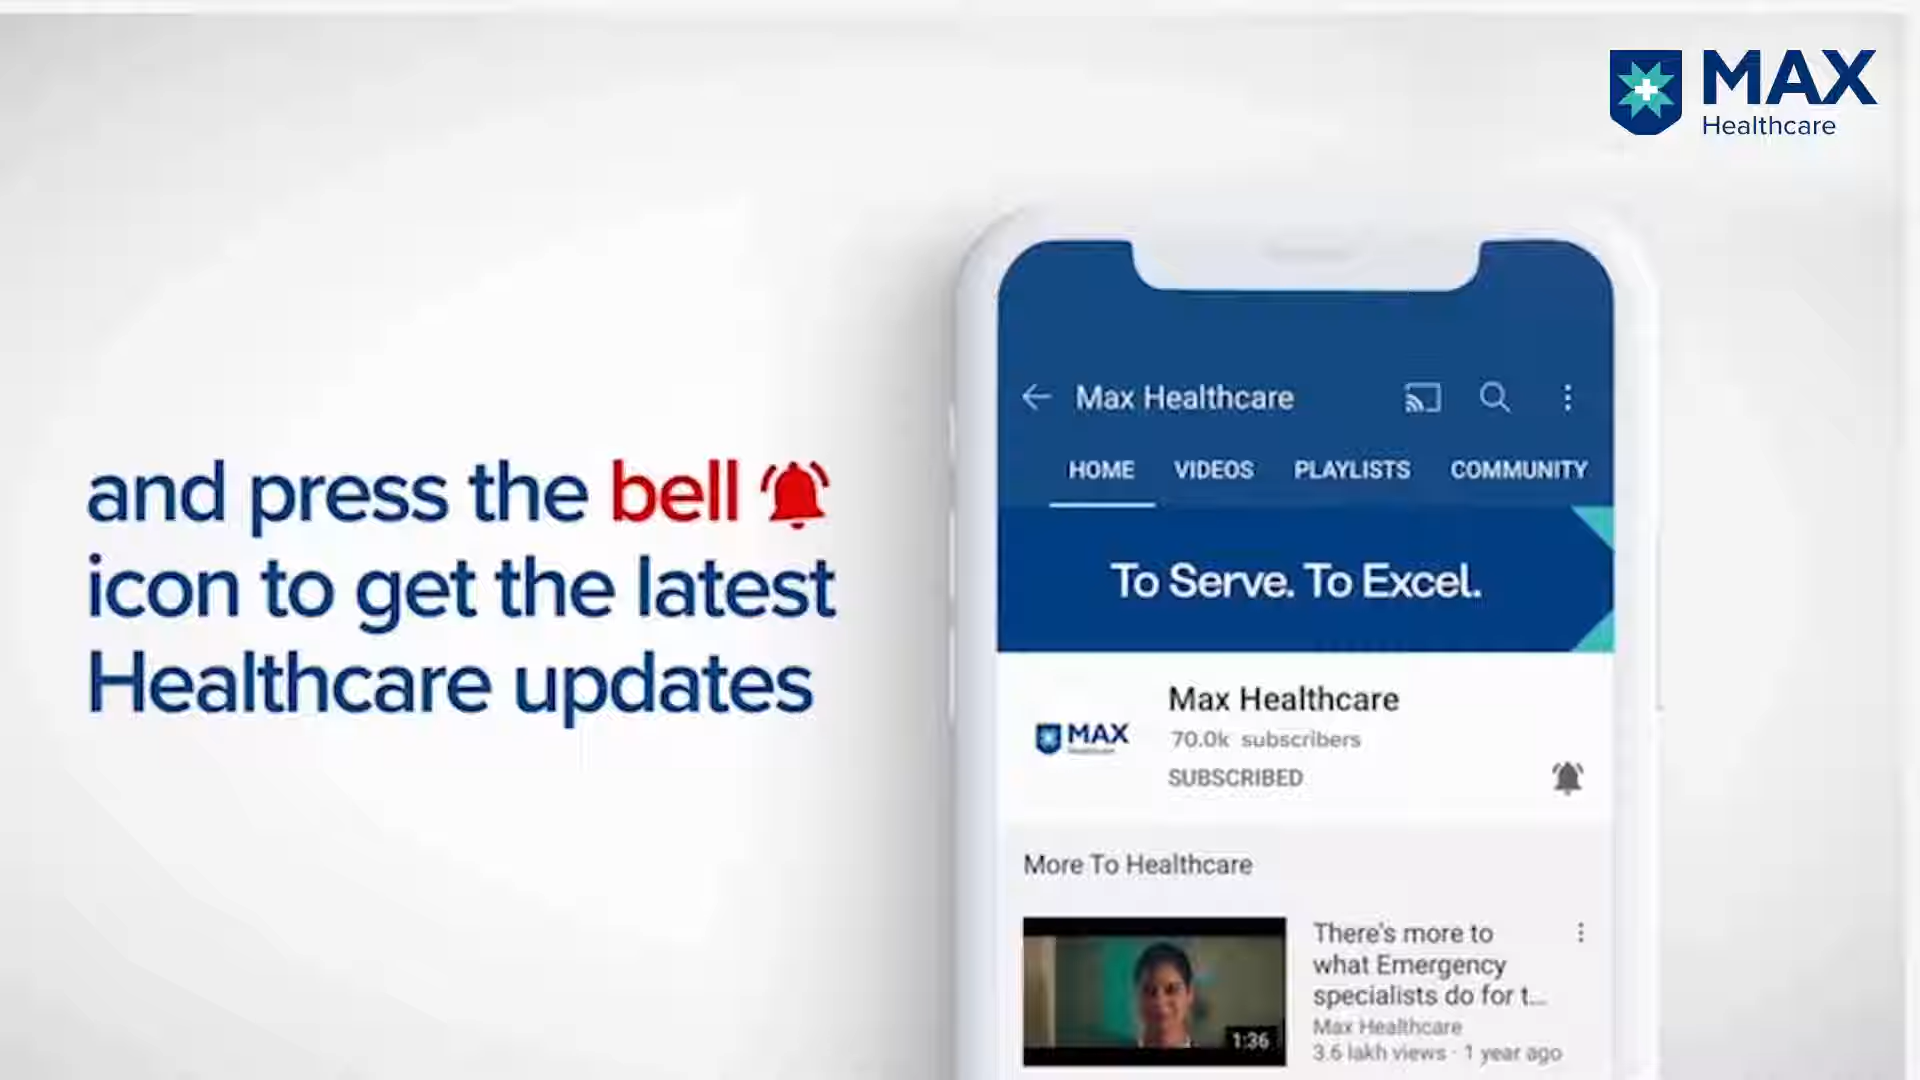 MAX
Healthcare
and press the bell
icon to get the latest
Healthcare updates
Max Healthcare
HOME VIDEOS PLAYLISTS COMMUNITY
To Serve. To Excel.
MAX
Healthcare
Max Healthcare
70.0k subscribers
SUBSCRIBED
More To Healthcare
1:36
There's more to
what Emergency
specialists do for t...
Max Healthcare
3.6 lakh views · 1 year ago